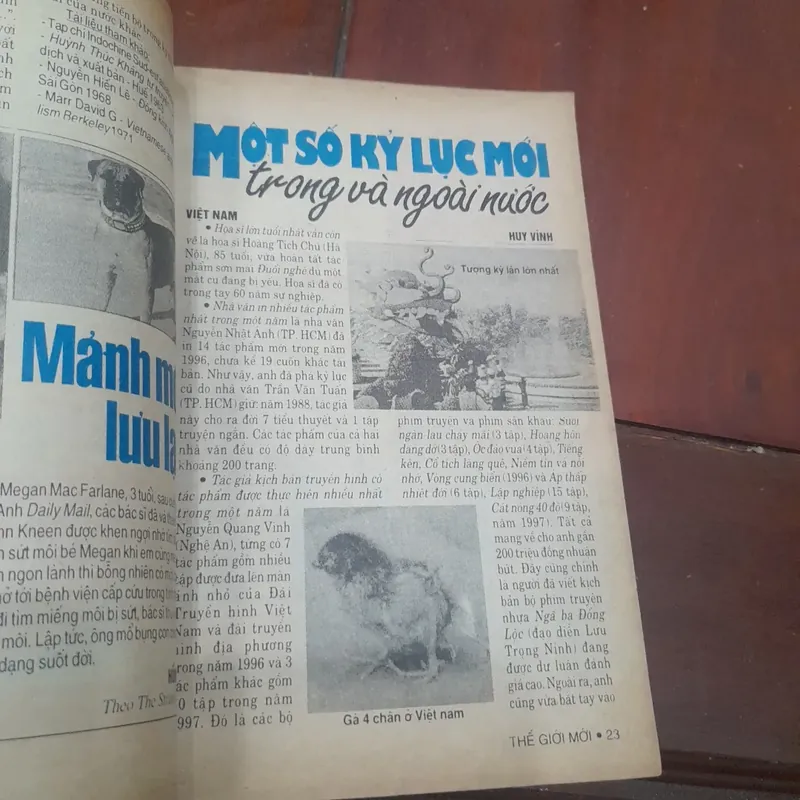 ng tiến bộ trong
của nước khác
Tài liệu tham khảo:
- Tạp chí Indochine Sud-est
- Huỳnh Thúc Kháng tự truyện
dịch và xuất bản - Huế 1963
- Nguyễn Hiến Lê - Đông kinh
Sài Gòn 1968
- Marr David G - Vietnamese
lism Berkeley 1971
Mảnh
lưu
Megan Mac Farlane, 3 tuổi, sau
Anh Daily Mail, các bác sĩ đã
nn Kneen được khen ngợi nhờ
sứt môi bé Megan khi em cùng
ngon lành thì bỗng nhiên có
ở tới bệnh viện cấp cứu trong
đi tìm miếng môi bị sứt, bác sĩ
môi. Lập tức, ông mổ bụng con
dạng suốt đời.
Theo The
MỘT SỐ KỶ LỤC MỚI
trong và ngoài nước
HUY VĨNH
VIỆT NAM
• Họa sĩ lớn tuổi nhất vẫn còn
vẽ là họa sĩ Hoàng Tích Chù (Hà
Nội), 85 tuổi, vừa hoàn tất tác
phẩm sơn mài Đuổi nghé dù một
mắt cụ đang bị yếu. Họa sĩ đã có
trong tay 60 năm sự nghiệp.
• Nhà văn in nhiều tác phẩm
nhất trong một năm là nhà văn
Nguyễn Nhật Ánh (TP. HCM) đã
in 14 tác phẩm mới trong năm
1996, chưa kể 19 cuốn khác tái
bản. Như vậy, anh đã phá kỷ lục
cũ do nhà văn Trần Văn Tuấn
(TP. HCM) giữ: năm 1988, tác giả
này cho ra đời 7 tiểu thuyết và 1 tập
truyện ngắn. Các tác phẩm của cả hai
nhà văn đều có độ dày trung bình
khoảng 200 trang.
• Tác giả kịch bản truyền hình có
tác phẩm được thực hiện nhiều nhất
trong một năm là
Nguyễn Quang Vinh
(Nghệ An), từng có 7
tác phẩm gồm nhiều
tập được đưa lên màn
ảnh nhỏ của Đài
Truyền hình Việt
Nam và đài truyền
hình địa phương
trong năm 1996 và 3
tác phẩm khác gồm
0 tập trong năm
1997. Đó là các bộ
Tượng kỳ lân lớn nhất
phim truyện và phim sân khấu: Suối
ngàn lau chảy mãi (3 tập), Hoàng hôn
dang dở (3 tập), Ốc đảo vua (4 tập), Tiếng
kèn, Cổ tích làng quê, Niềm tin và nỗi
nhớ, Vòng cung biển (1996) và Áp thấp
nhiệt đới (6 tập), Lập nghiệp (15 tập),
Cát nóng 40 độ (9 tập,
năm 1997). Tất cả
mang về cho anh gần
200 triệu đồng nhuận
bút. Đây cũng chính
là người đã viết kịch
bản bộ phim truyện
nhựa Ngã ba Đồng
Lộc (đạo diễn Lưu
Trọng Ninh) đang
được dư luận đánh
giá cao. Ngoài ra, anh
cũng vừa bắt tay vào
Gà 4 chân ở Việt nam
THẾ GIỚI MỚI • 23